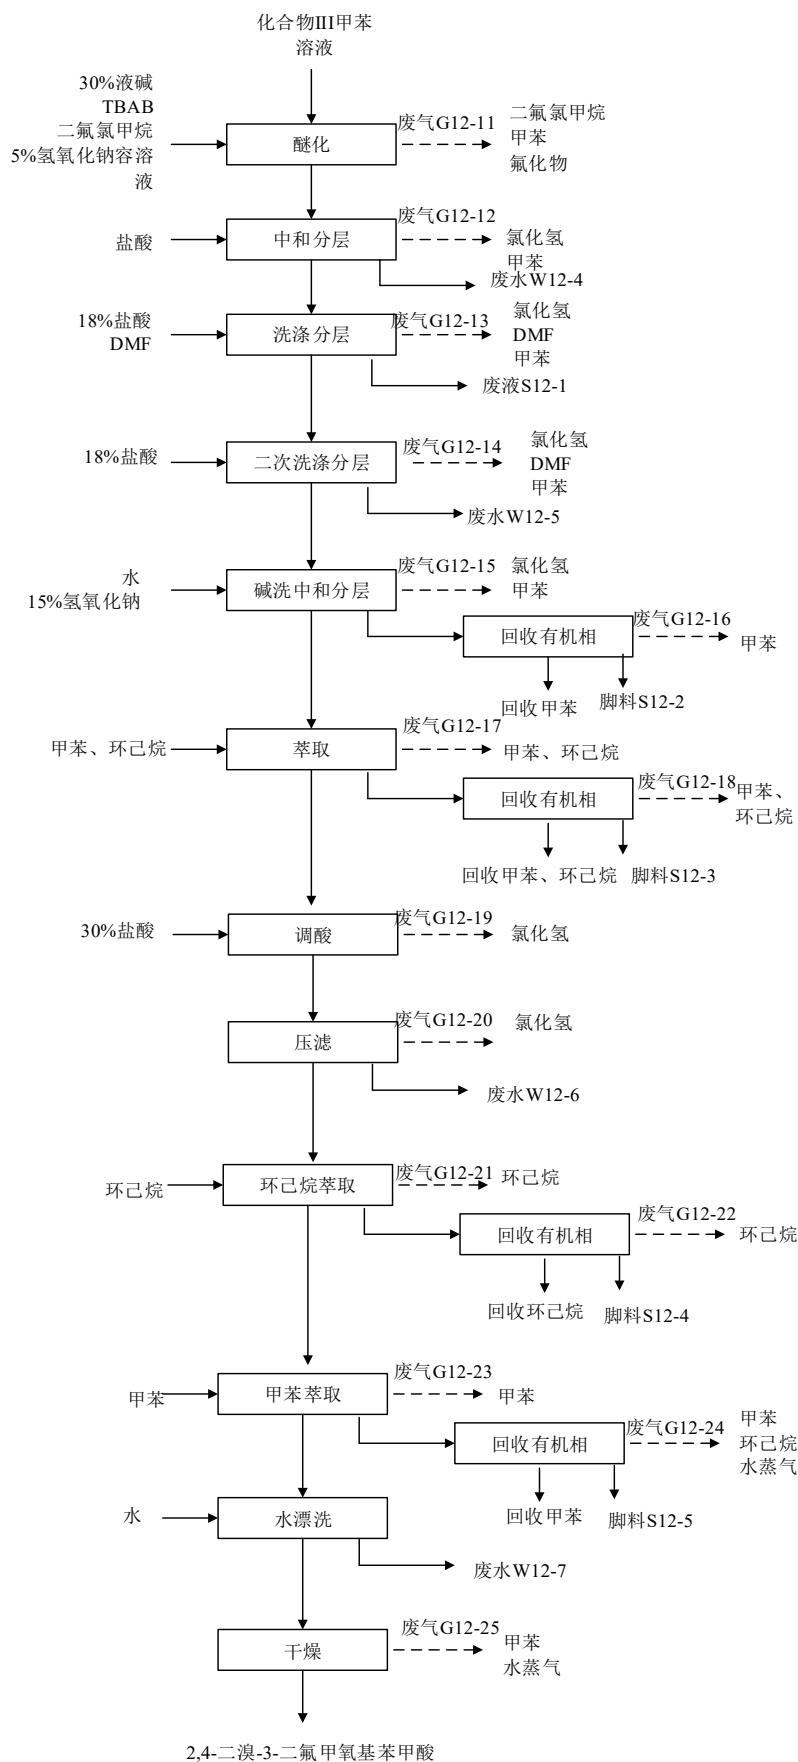 化合物III甲苯
溶液
30%液碱
TBAB
二氟氯甲烷
5%氢氧化钠容溶
液
醚化
废气G12-11
二氟氯甲烷
甲苯
氟化物
盐酸
中和分层
废气G12-12
氯化氢
甲苯
废水W12-4
18%盐酸
DMF
洗涤分层
废气G12-13
氯化氢
DMF
甲苯
废液S12-1
18%盐酸
二次洗涤分层
废气G12-14
氯化氢
DMF
甲苯
废水W12-5
水
15%氢氧化钠
碱洗中和分层
废气G12-15
氯化氢
甲苯
回收有机相
废气G12-16
甲苯
回收甲苯
脚料S12-2
甲苯、环己烷
萃取
废气G12-17
甲苯、环己烷
回收有机相
废气G12-18
甲苯、
环己烷
回收甲苯、环己烷
脚料S12-3
30%盐酸
调酸
废气G12-19
氯化氢
压滤
废气G12-20
氯化氢
废水W12-6
环己烷
环己烷萃取
废气G12-21
环己烷
回收有机相
废气G12-22
环己烷
回收环己烷
脚料S12-4
甲苯
甲苯萃取
废气G12-23
甲苯
回收有机相
废气G12-24
甲苯
环己烷
水蒸气
回收甲苯
脚料S12-5
水
水漂洗
废水W12-7
干燥
废气G12-25
甲苯
水蒸气
2,4-二溴-3-二氟甲氧基苯甲酸